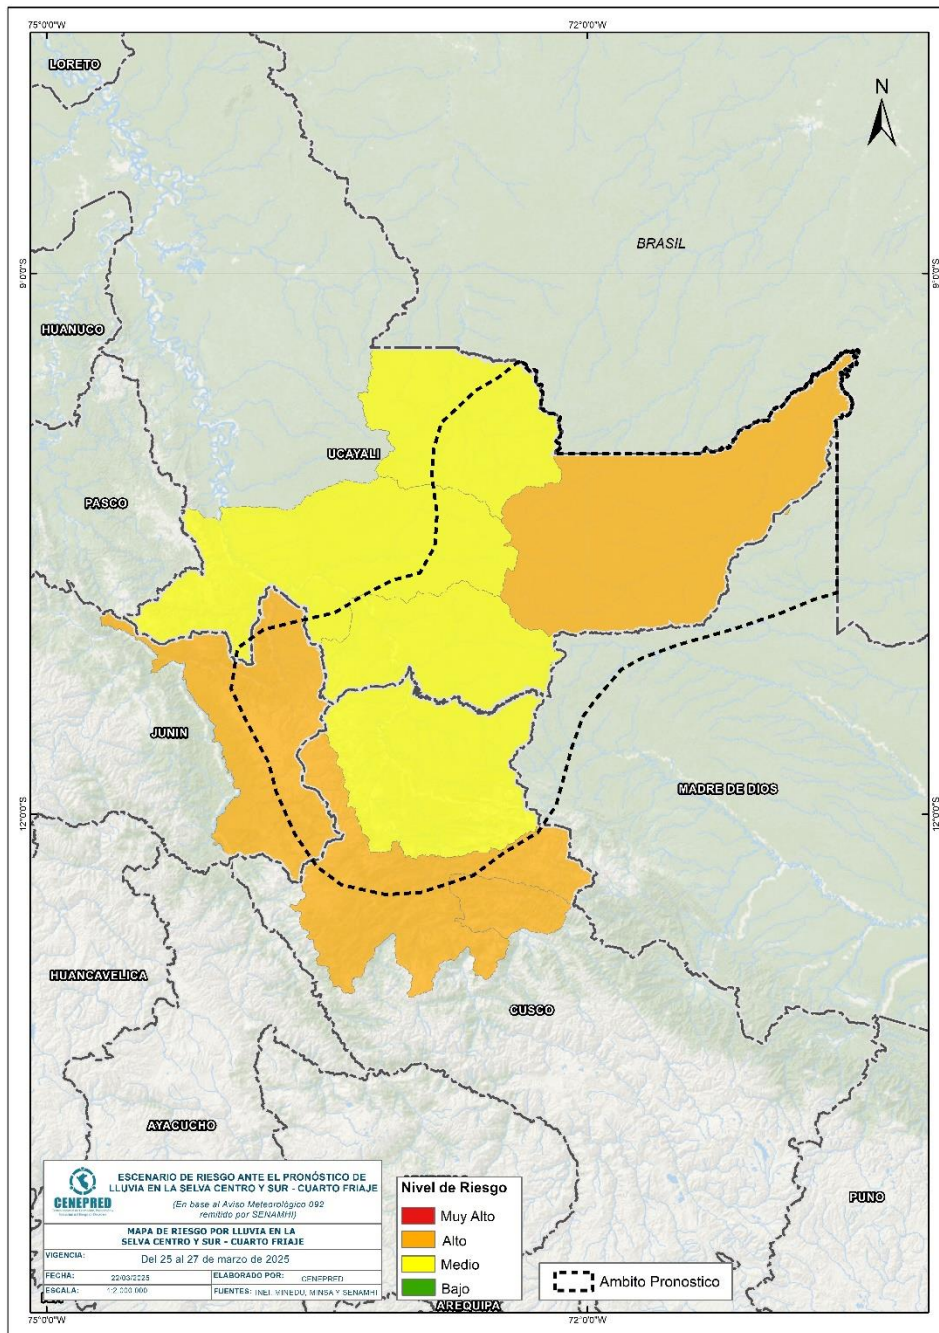 75°0'0"W
72°0'0"W
LORETO
N
BRASIL
9°0'0"S
9°0'0"S
HUANUCO
UCAYALI
PASCO
JUNIN
MADRE DE DIOS
12°0'0"S
12°0'0"S
HUANCAVELICA
CUSCO
AYACUCHO
PUNO
CENEPRED
ESCENARIO DE RIESGO ANTE EL PRONÓSTICO DE
LLUVIA EN LA SELVA CENTRO Y SUR - CUARTO FRIAJE
(En base al Aviso Meteorológico 092
remitido por SENAMHI)
MAPA DE RIESGO POR LLUVIA EN LA
SELVA CENTRO Y SUR - CUARTO FRIAJE
VIGENCIA: Del 25 al 27 de marzo de 2025
FECHA: 22/03/2025 ELABORADO POR: CENEPRED
ESCALA: 1:2 000 000 FUENTES: INEI, MINEDU, MINSA Y SENAMHI
Nivel de Riesgo
Muy Alto
Alto
Medio
Bajo
Ambito Pronostico
AREQUIPA
75°0'0"W
72°0'0"W